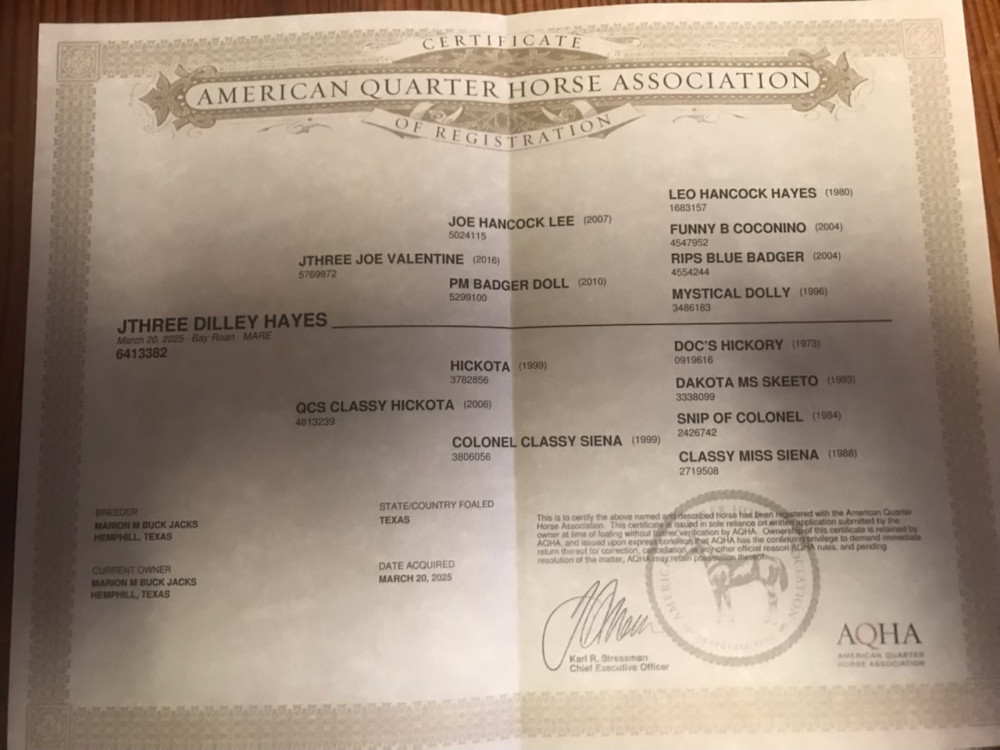 CERTIFICATE
AMERICAN QUARTER HORSE ASSOCIATION
OF REGISTRATION
LEO HANCOCK HAYES (1980)
1683157
JOE HANCOCK LEE (2007)
5024115
FUNNY B COCONINO (2004)
4547952
JTHREE JOE VALENTINE (2016)
5769972
RIPS BLUE BADGER (2004)
4554244
PM BADGER DOLL (2010)
5299100
MYSTICAL DOLLY (1996)
3486183
JTHREE DILLEY HAYES
March 20, 2025 Bay Roan MARE
6413382
DOC'S HICKORY (1973)
0919616
HICKOTA (1999)
3782856
DAKOTA MS SKEETO (1993)
3338099
QCS CLASSY HICKOTA (2006)
4813239
SNIP OF COLONEL (1984)
2426742
COLONEL CLASSY SIENA (1999)
3806056
CLASSY MISS SIENA (1988)
2719508
BREEDER
MARION M BUCK JACKS
HEMPHILL, TEXAS
STATE/COUNTRY FOALED
TEXAS
CURRENT OWNER
MARION M BUCK JACKS
HEMPHILL, TEXAS
DATE ACQUIRED
MARCH 20, 2025
This is to certify the above named and described horse has been registered with the American Quarter
Horse Association. This certificate is issued in sole reliance on written application submitted by the
owner at time of foaling without further verification by AQHA. Ownership of this certificate is retained by
AQHA, and issued upon express condition that AQHA has the continuing privilege to demand immediate
return thereof for correction, cancellation, or any other official reason AQHA rules, and pending
resolution of the matter, AQHA may retain possession thereof.
Karl R. Stressman
Chief Executive Officer
AQHA
AMERICAN QUARTER
HORSE ASSOCIATION